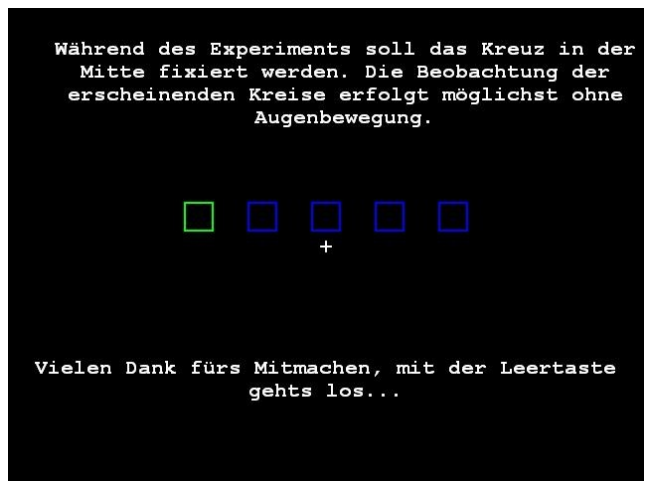 Während des Experiments soll das Kreuz in der
Mitte fixiert werden. Die Beobachtung der
erscheinenden Kreise erfolgt möglichst ohne
Augenbewegung.
+
Vielen Dank fürs Mitmachen, mit der Leertaste
gehts los...